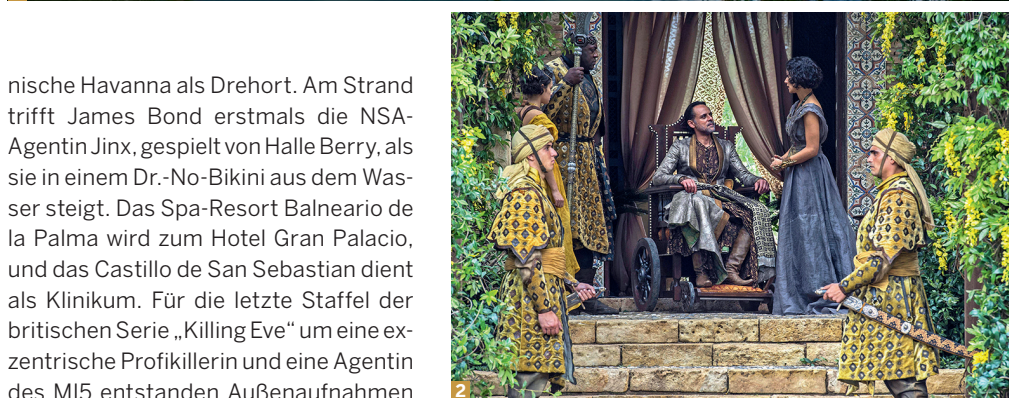 nische Havanna als Drehort. Am Strand
trifft James Bond erstmals die NSA-
Agentin Jinx, gespielt von Halle Berry, als
sie in einem Dr.-No-Bikini aus dem Was-
ser steigt. Das Spa-Resort Balneario de
la Palma wird zum Hotel Gran Palacio,
und das Castillo de San Sebastian dient
als Klinikum. Für die letzte Staffel der
britischen Serie „Killing Eve“ um eine ex-
zentrische Profikillerin und eine Agentin
des MI5 entstanden Außenaufnahmen
2